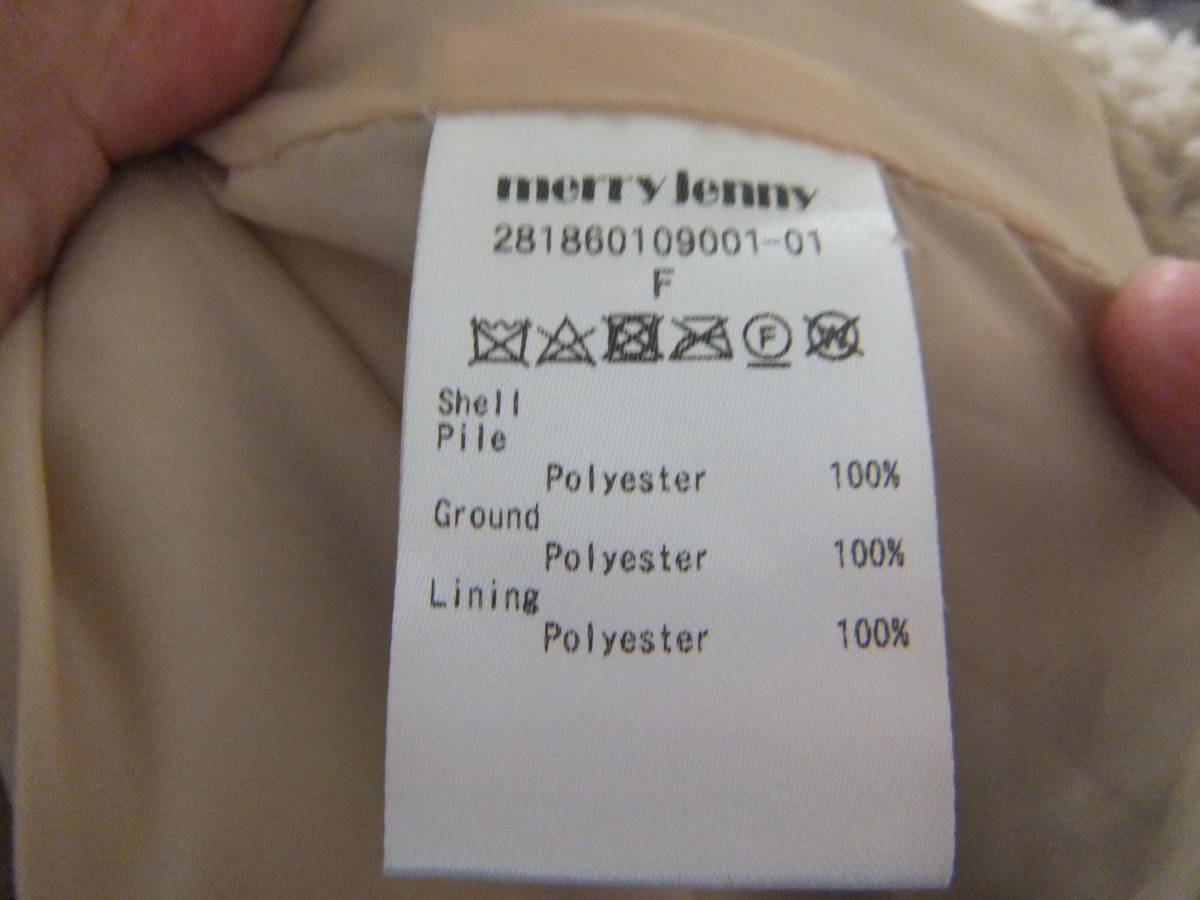 merry jenny
281860109001-01
F
F W
Shell
Pile
Polyester 100%
Ground
Polyester 100%
Lining
Polyester 100%